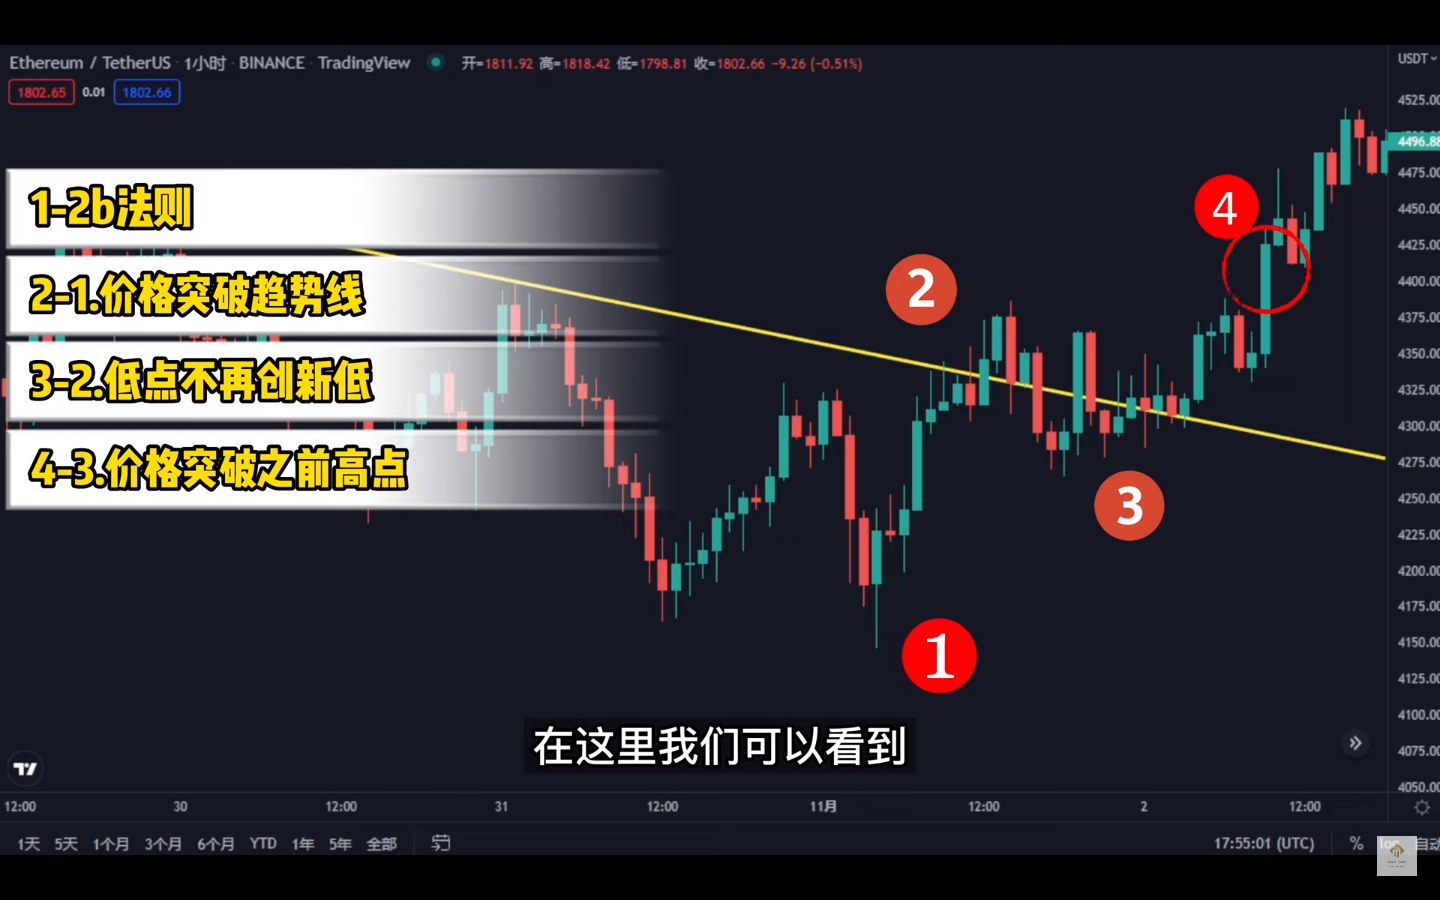 Ethereum / TetherUS · 1小时 · BINANCE · TradingView 开=1811.92 高=1818.42 低=1798.81 收=1802.66 −9.26 (−0.51%)
USDT
1802.65 0.01 1802.66
1-2b法则
2-1.价格突破趋势线
3-2.低点不再创新低
4-3.价格突破之前高点
4
2
3
1
4525.00
4496.88
4475.00
4450.00
4425.00
4400.00
4375.00
4350.00
4325.00
4300.00
4275.00
4250.00
4225.00
4200.00
4175.00
4150.00
4125.00
4100.00
4075.00
4050.00
在这里我们可以看到
12:00 30 12:00 31 12:00 11月 12:00 2 12:00
1天 5天 1个月 3个月 6个月 YTD 1年 5年 全部 17:55:01 (UTC) % 自动